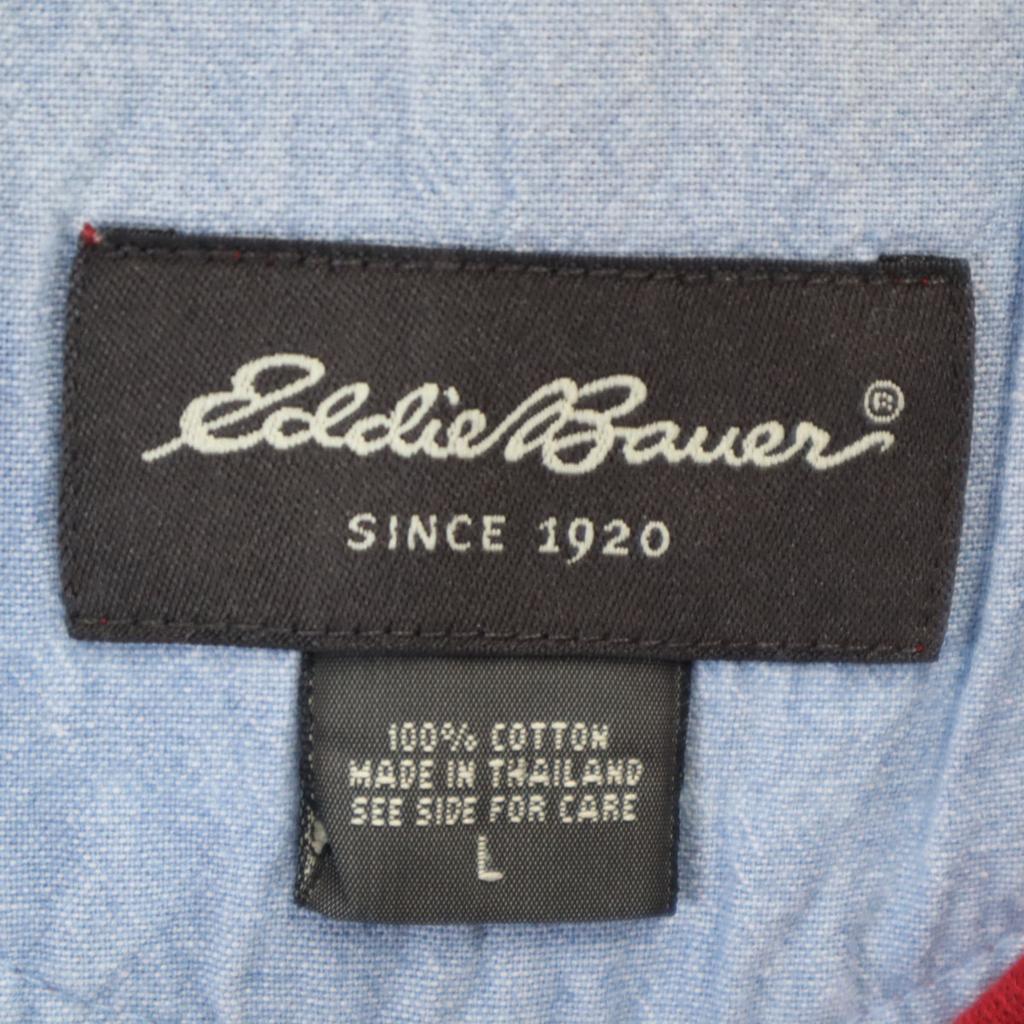 Eddie Bauer®
SINCE 1920
100% COTTON
MADE IN THAILAND
SEE SIDE FOR CARE
L